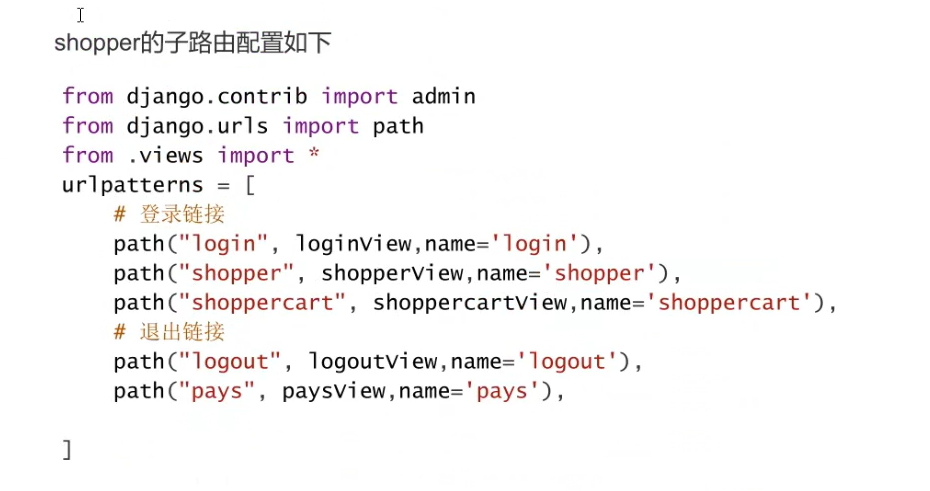 shopper的子路由配置如下
from django.contrib import admin
from django.urls import path
from .views import *
urlpatterns = [
    # 登录链接
    path("login", loginView,name='login'),
    path("shopper", shopperView,name='shopper'),
    path("shoppercart", shoppercartView,name='shoppercart'),
    # 退出链接
    path("logout", logoutView,name='logout'),
    path("pays", paysView,name='pays'),
]